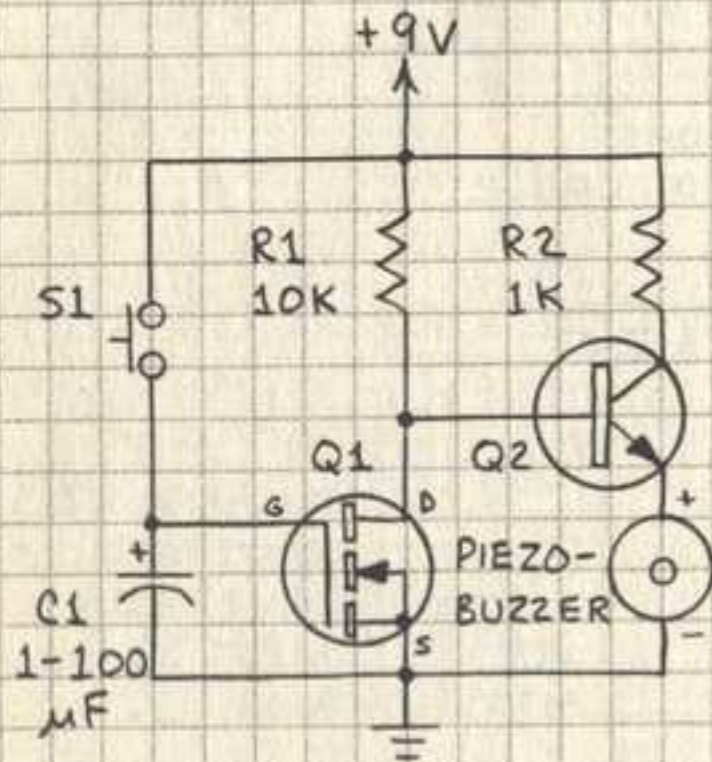 +9V
R1
10K
R2
1K
S1
Q1
Q2
G
D
+
+
C1
1-100
µF
PIEZO-
BUZZER
S
-